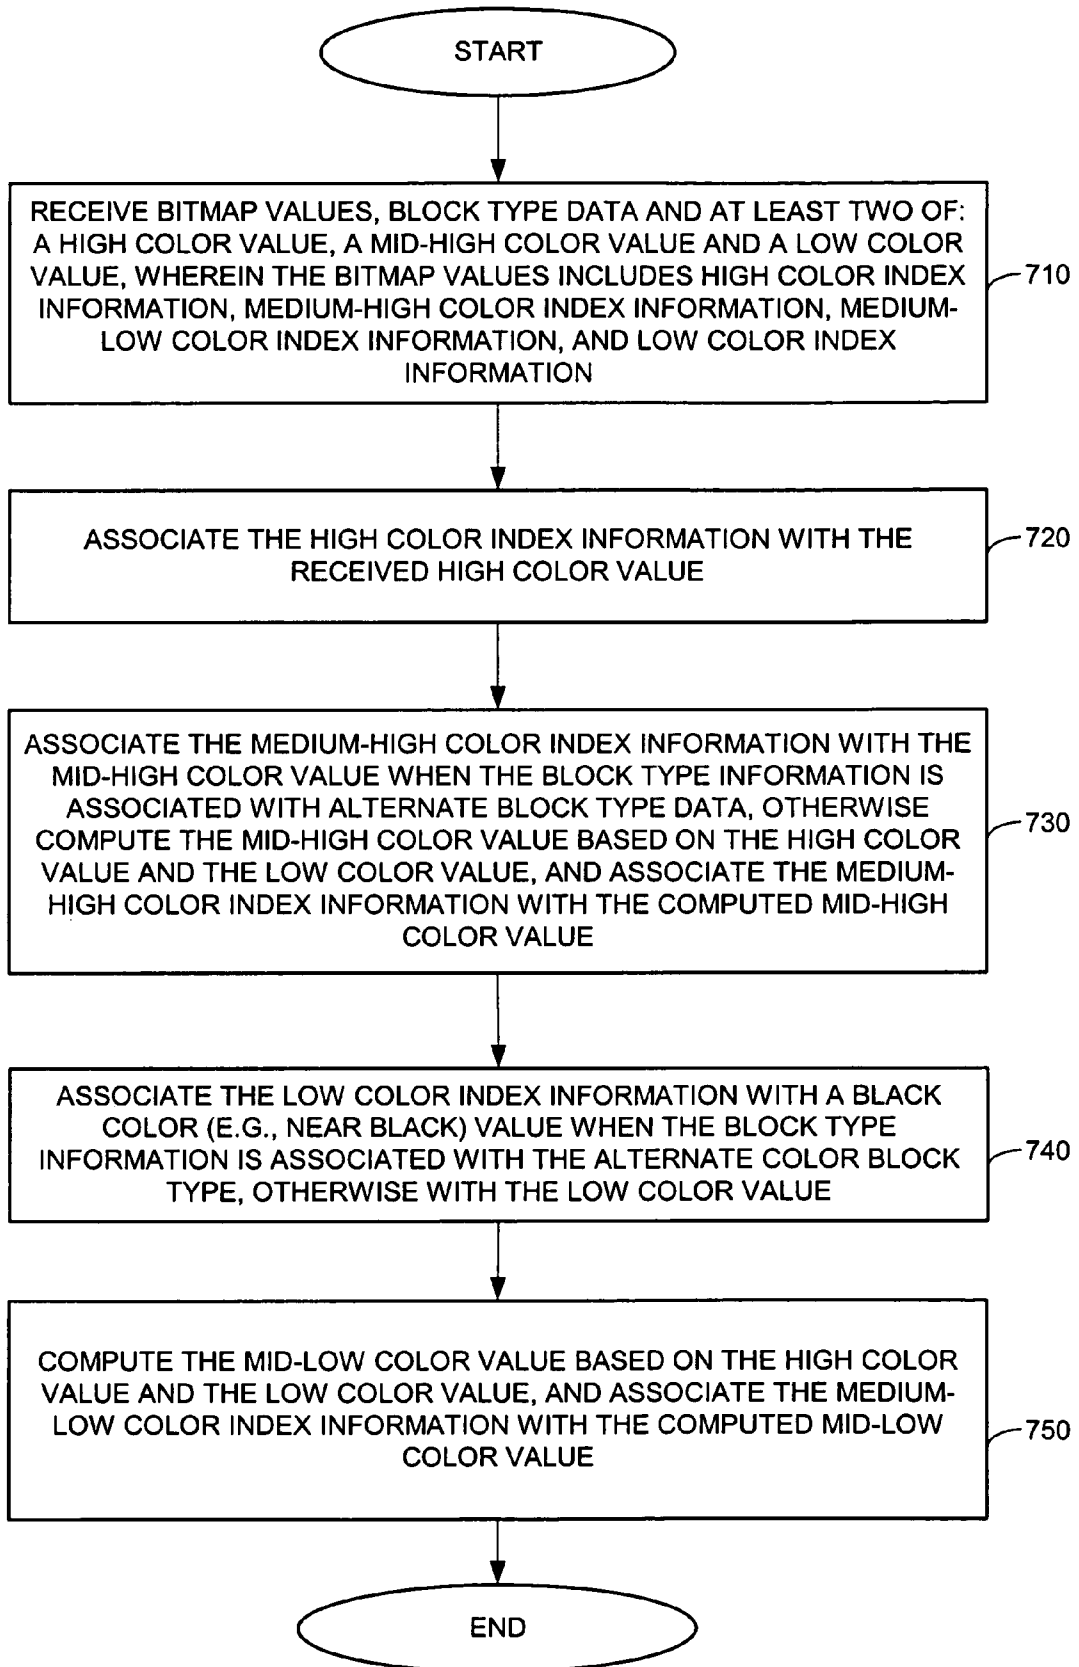 START
RECEIVE BITMAP VALUES, BLOCK TYPE DATA AND AT LEAST TWO OF:
A HIGH COLOR VALUE, A MID-HIGH COLOR VALUE AND A LOW COLOR
VALUE, WHEREIN THE BITMAP VALUES INCLUDES HIGH COLOR INDEX
INFORMATION, MEDIUM-HIGH COLOR INDEX INFORMATION, MEDIUM-
LOW COLOR INDEX INFORMATION, AND LOW COLOR INDEX
INFORMATION
710
ASSOCIATE THE HIGH COLOR INDEX INFORMATION WITH THE
RECEIVED HIGH COLOR VALUE
720
ASSOCIATE THE MEDIUM-HIGH COLOR INDEX INFORMATION WITH THE
MID-HIGH COLOR VALUE WHEN THE BLOCK TYPE INFORMATION IS
ASSOCIATED WITH ALTERNATE BLOCK TYPE DATA, OTHERWISE
COMPUTE THE MID-HIGH COLOR VALUE BASED ON THE HIGH COLOR
VALUE AND THE LOW COLOR VALUE, AND ASSOCIATE THE MEDIUM-
HIGH COLOR INDEX INFORMATION WITH THE COMPUTED MID-HIGH
COLOR VALUE
730
ASSOCIATE THE LOW COLOR INDEX INFORMATION WITH A BLACK
COLOR (E.G., NEAR BLACK) VALUE WHEN THE BLOCK TYPE
INFORMATION IS ASSOCIATED WITH THE ALTERNATE COLOR BLOCK
TYPE, OTHERWISE WITH THE LOW COLOR VALUE
740
COMPUTE THE MID-LOW COLOR VALUE BASED ON THE HIGH COLOR
VALUE AND THE LOW COLOR VALUE, AND ASSOCIATE THE MEDIUM-
LOW COLOR INDEX INFORMATION WITH THE COMPUTED MID-LOW
COLOR VALUE
750
END